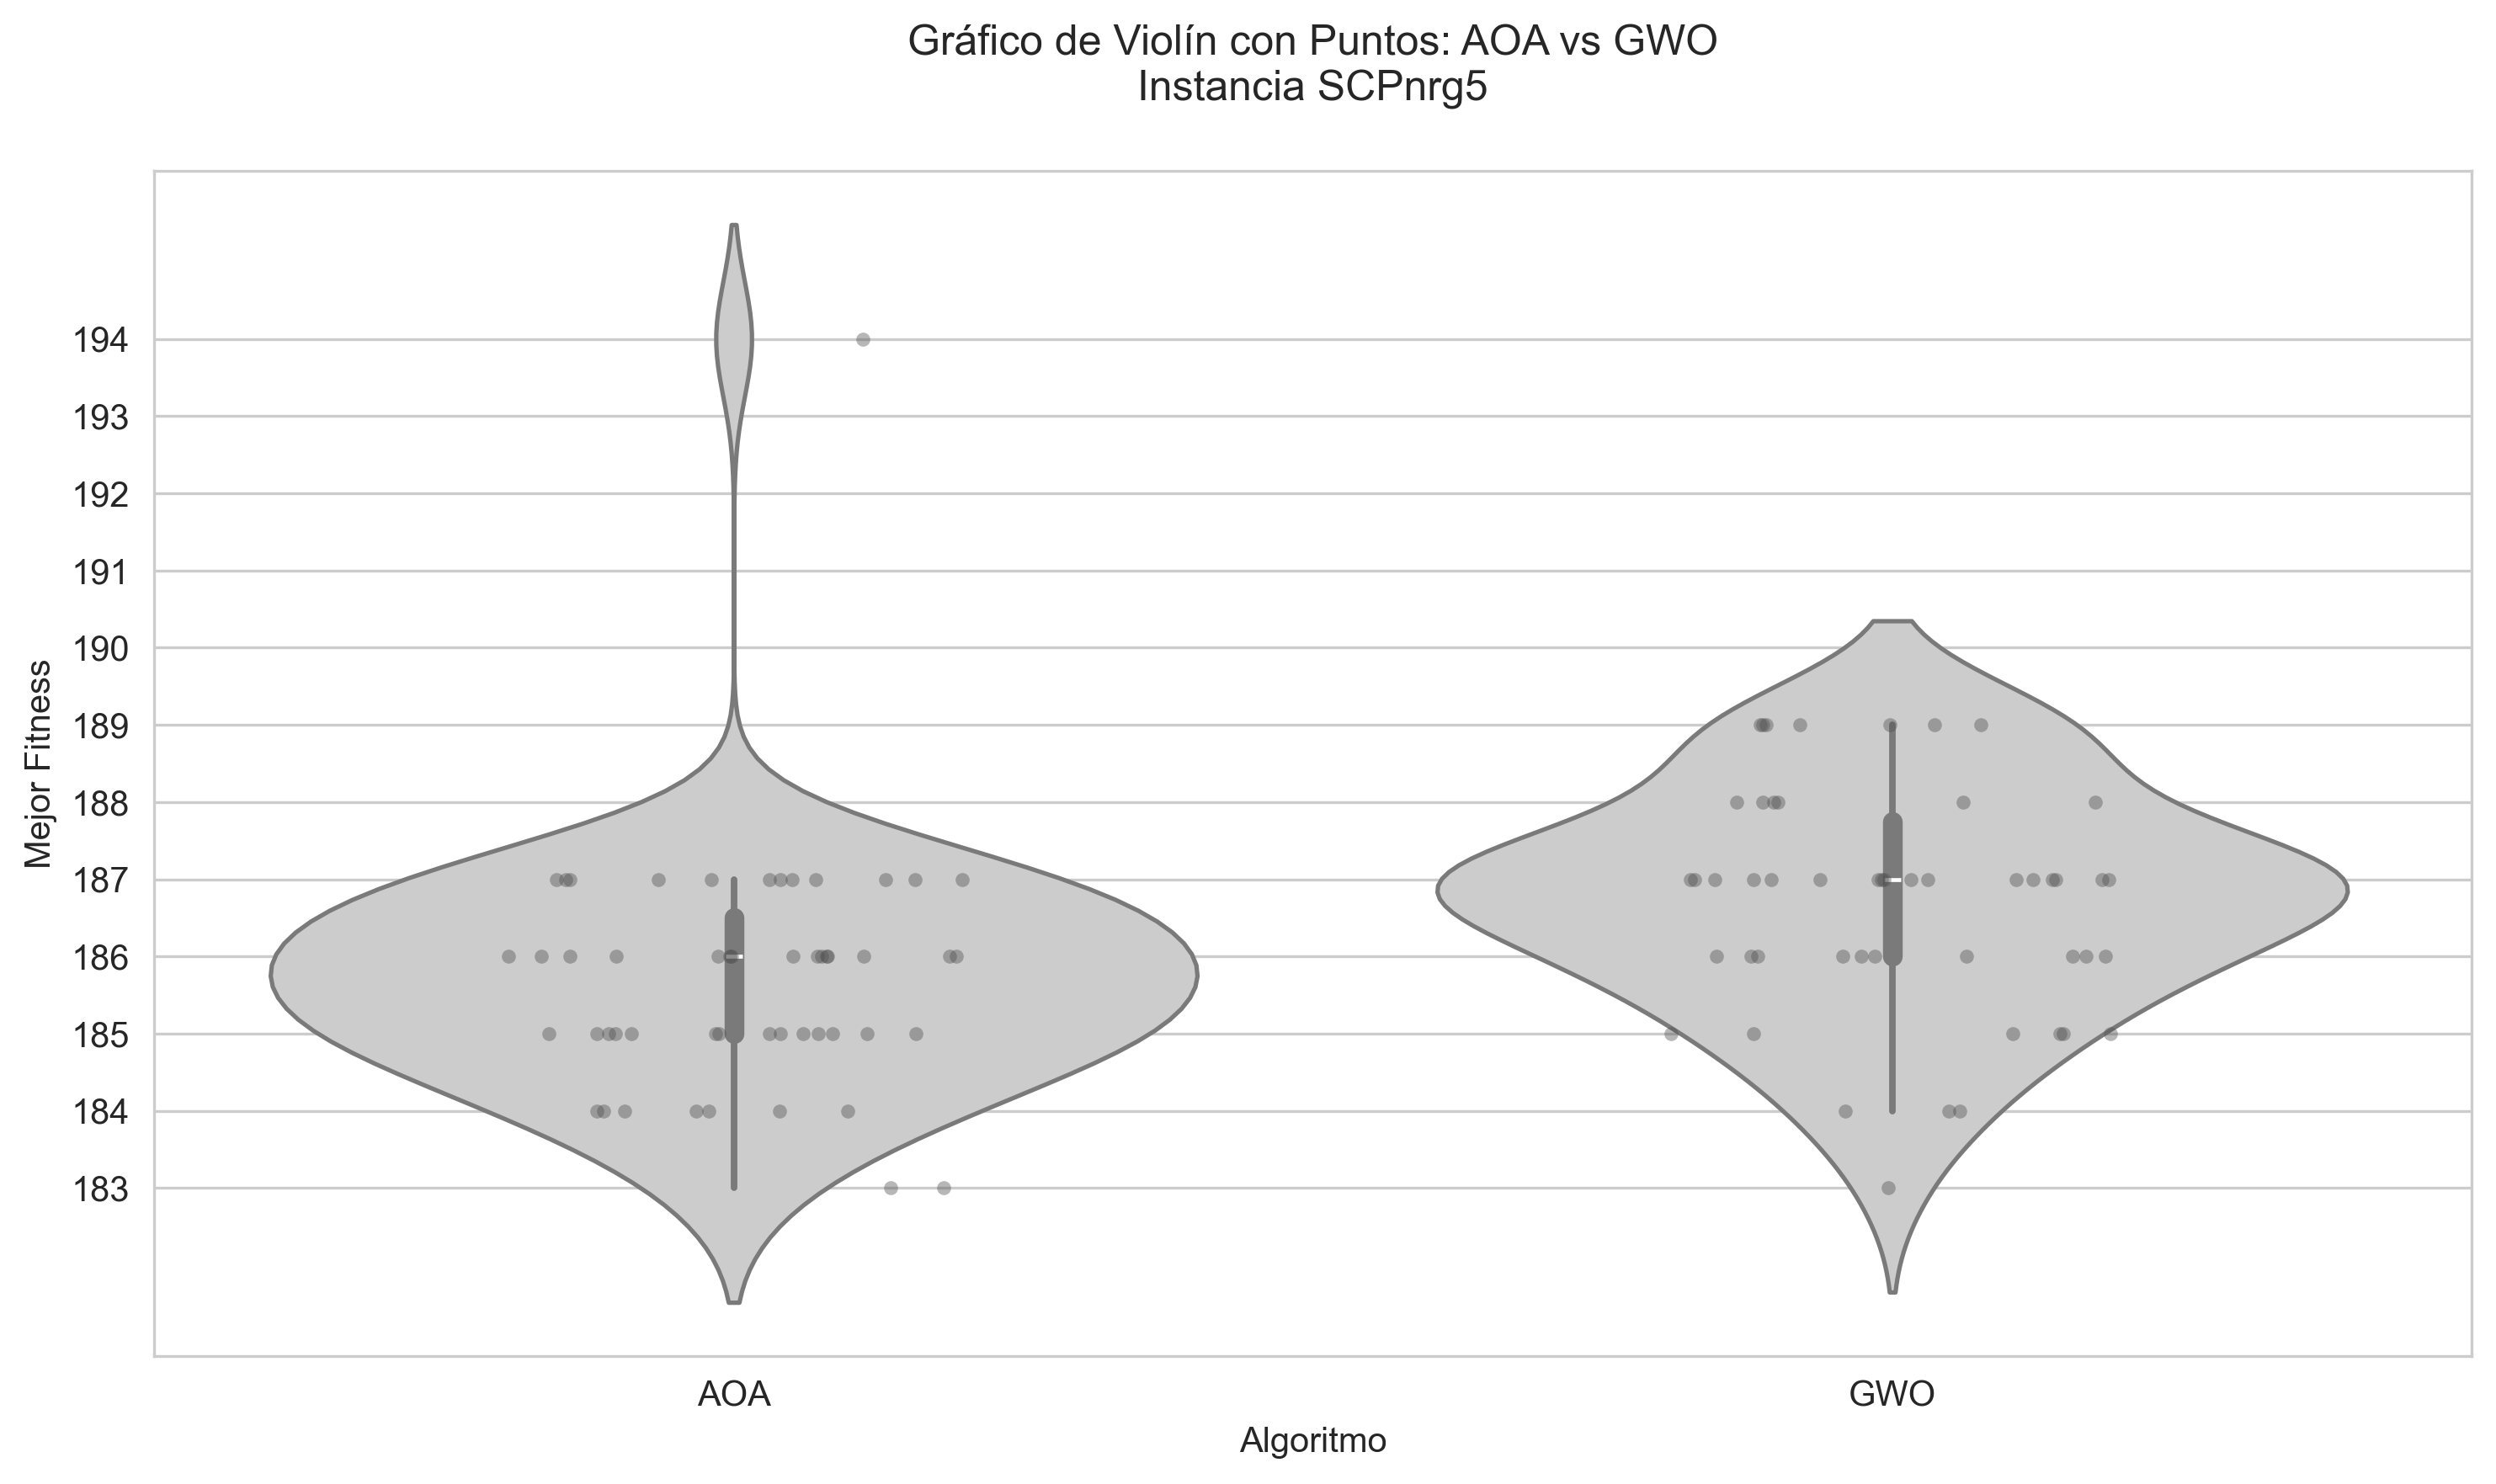 Gráfico de Violín con Puntos: AOA vs GWO
Instancia SCPnrg5
Mejor Fitness
194
193
192
191
190
189
188
187
186
185
184
183
AOA
GWO
Algoritmo